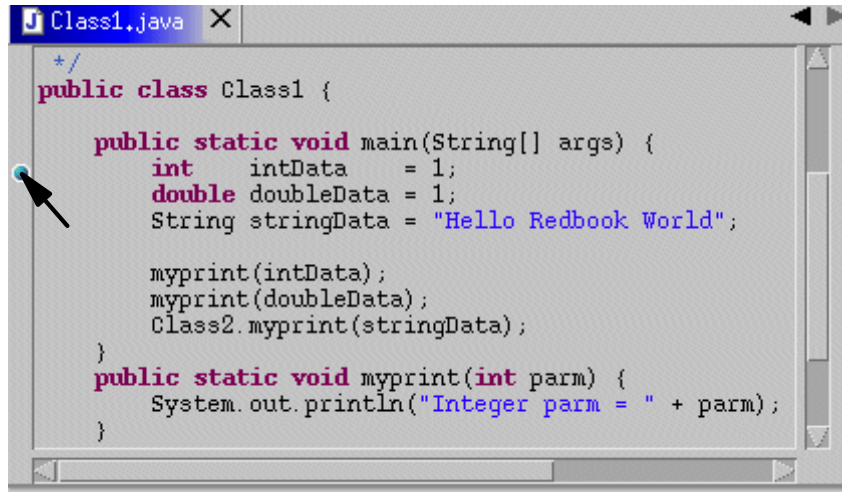 Class1.java
*/
public class Class1 {
    public static void main(String[] args) {
        int    intData    = 1;
        double doubleData = 1;
        String stringData = "Hello Redbook World";
        myprint(intData);
        myprint(doubleData);
        Class2.myprint(stringData);
    }
    public static void myprint(int parm) {
        System.out.println("Integer parm = " + parm);
    }